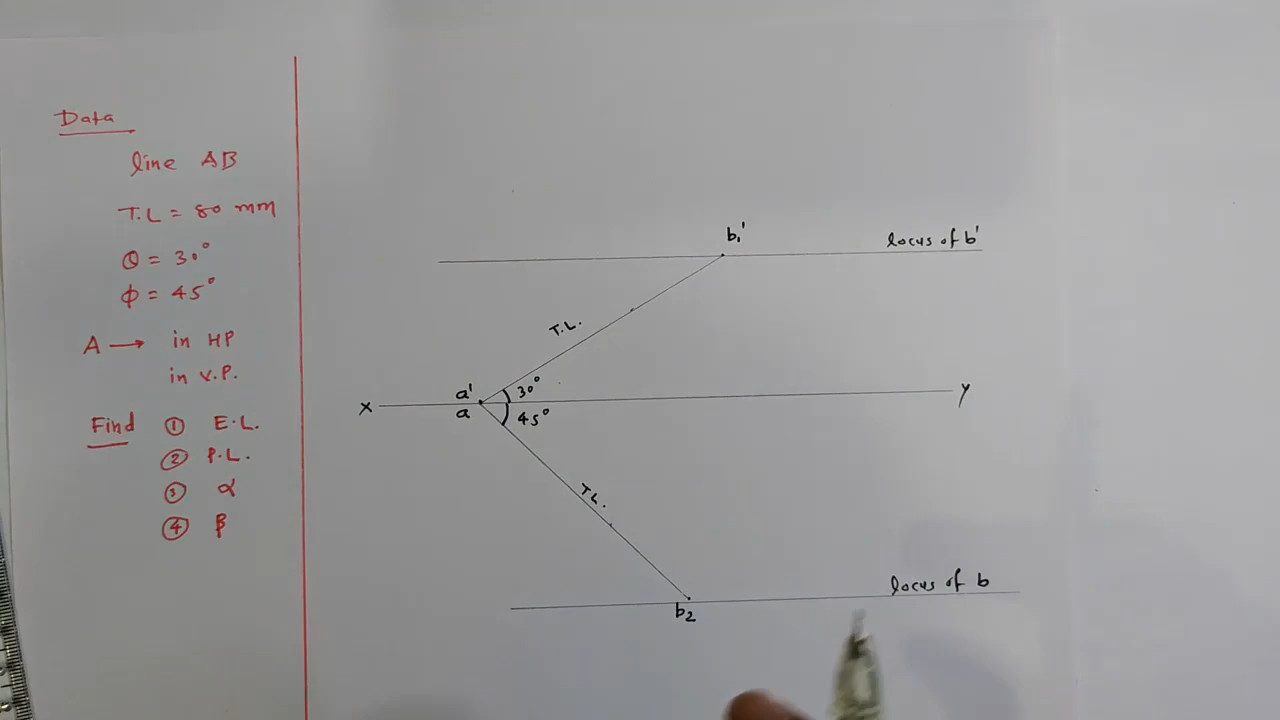 Data
line AB
T.L = 80 mm
θ = 30°
φ = 45°
A → in HP
in V.P.
Find ① E.L.
② P.L.
③ α
④ β
b₁'
locus of b'
T.L.
a'
30°
X
Y
a
45°
T.L.
locus of b
b₂